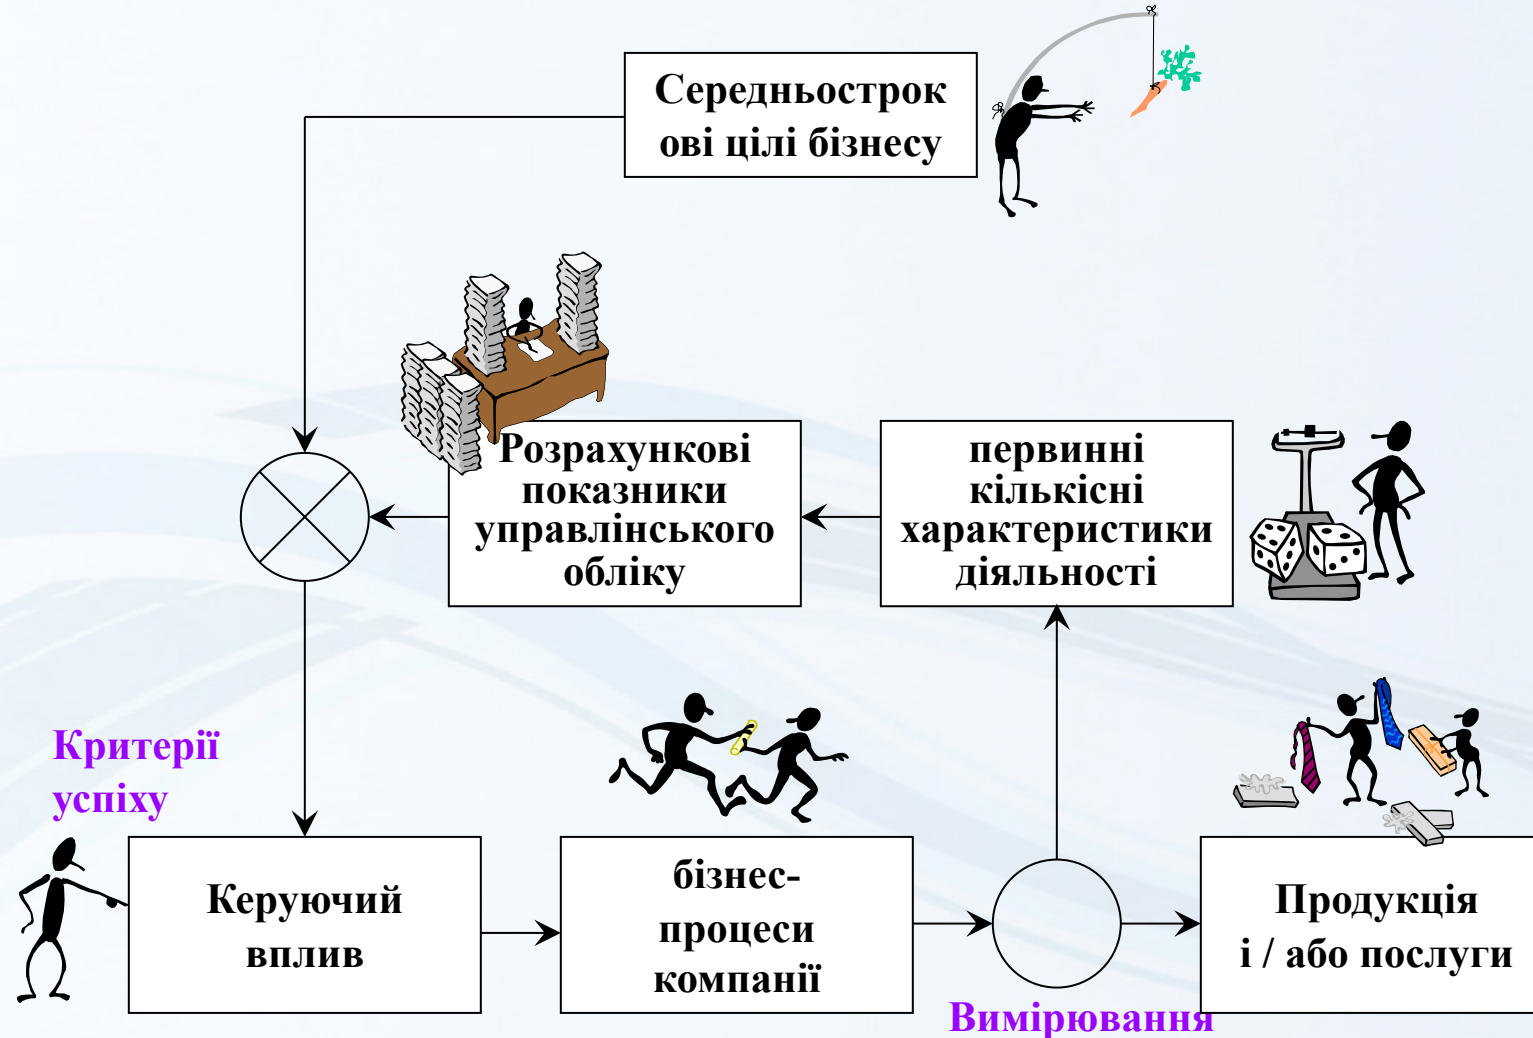 Середньострок
ові цілі бізнесу
Розрахункові
показники
управлінського
обліку
первинні
кількісні
характеристики
діяльності
Критерії
успіху
Керуючий
вплив
бізнес-
процеси
компанії
Продукція
і / або послуги
Вимірювання